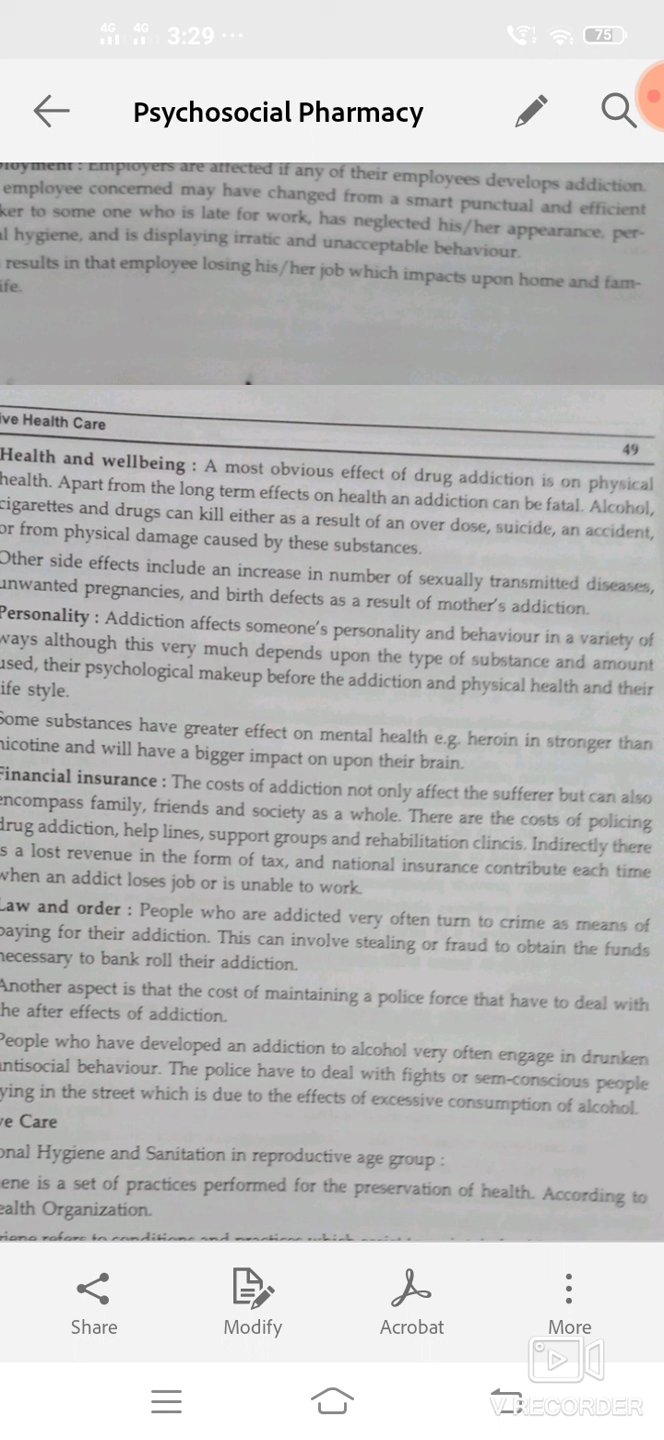 4G 4G 3:29 ... 75
Psychosocial Pharmacy
loyment : Employers are affected if any of their employees develops addiction.
employee concerned may have changed from a smart punctual and efficient
ker to some one who is late for work, has neglected his/her appearance, per-
al hygiene, and is displaying irratic and unacceptable behaviour.
results in that employee losing his/her job which impacts upon home and fam-
ife.
ive Health Care
49
Health and wellbeing : A most obvious effect of drug addiction is on physical
health. Apart from the long term effects on health an addiction can be fatal. Alcohol,
cigarettes and drugs can kill either as a result of an over dose, suicide, an accident,
or from physical damage caused by these substances.
Other side effects include an increase in number of sexually transmitted diseases,
unwanted pregnancies, and birth defects as a result of mother's addiction.
Personality : Addiction affects someone's personality and behaviour in a variety of
ways although this very much depends upon the type of substance and amount
used, their psychological makeup before the addiction and physical health and their
ife style.
Some substances have greater effect on mental health e.g. heroin in stronger than
nicotine and will have a bigger impact on upon their brain.
Financial insurance : The costs of addiction not only affect the sufferer but can also
encompass family, friends and society as a whole. There are the costs of policing
drug addiction, help lines, support groups and rehabilitation clincis. Indirectly there
s a lost revenue in the form of tax, and national insurance contribute each time
when an addict loses job or is unable to work.
Law and order : People who are addicted very often turn to crime as means of
paying for their addiction. This can involve stealing or fraud to obtain the funds
necessary to bank roll their addiction.
Another aspect is that the cost of maintaining a police force that have to deal with
he after effects of addiction.
People who have developed an addiction to alcohol very often engage in drunken
antisocial behaviour. The police have to deal with fights or sem-conscious people
ying in the street which is due to the effects of excessive consumption of alcohol.
ve Care
onal Hygiene and Sanitation in reproductive age group :
ene is a set of practices performed for the preservation of health. According to
ealth Organization.
riene refers to conditions and practices which
Share Modify Acrobat More
V RECORDER